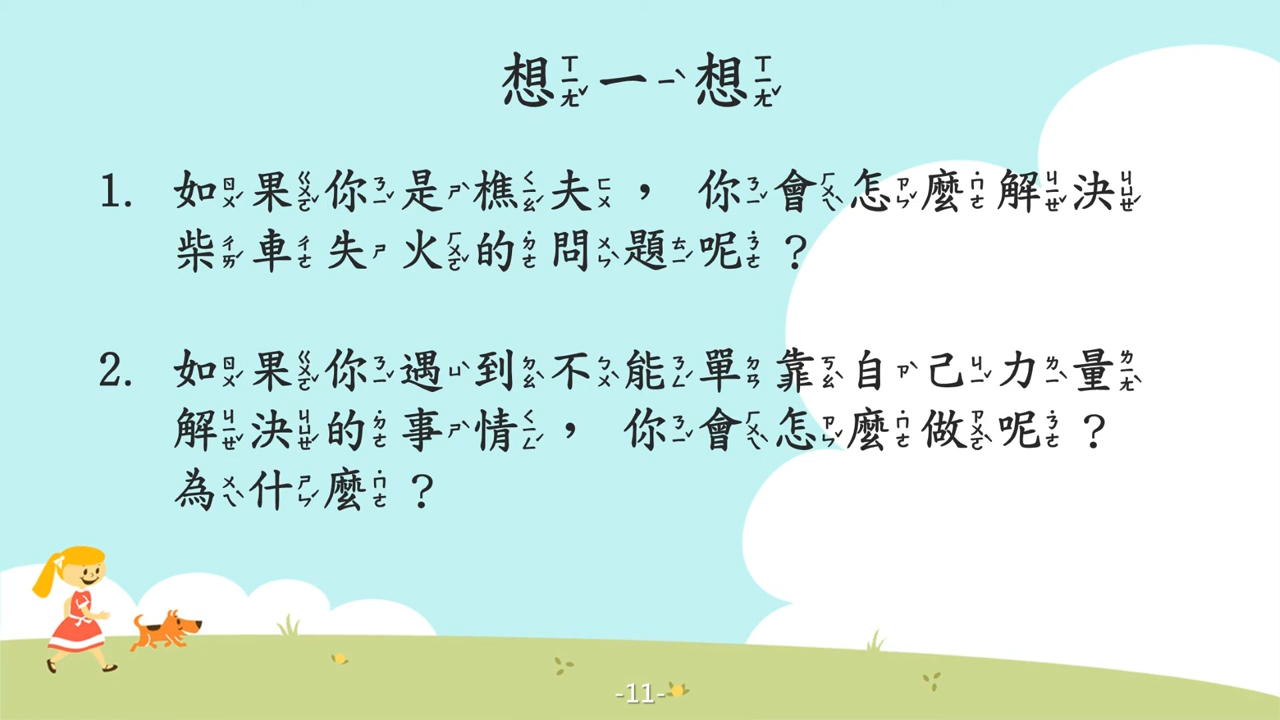 想一想
1. 如果你是樵夫，你會怎麼解決
柴車失火的問題呢？
2. 如果你遇到不能單靠自己力量
解決的事情，你會怎麼做呢？
為什麼？
-11-